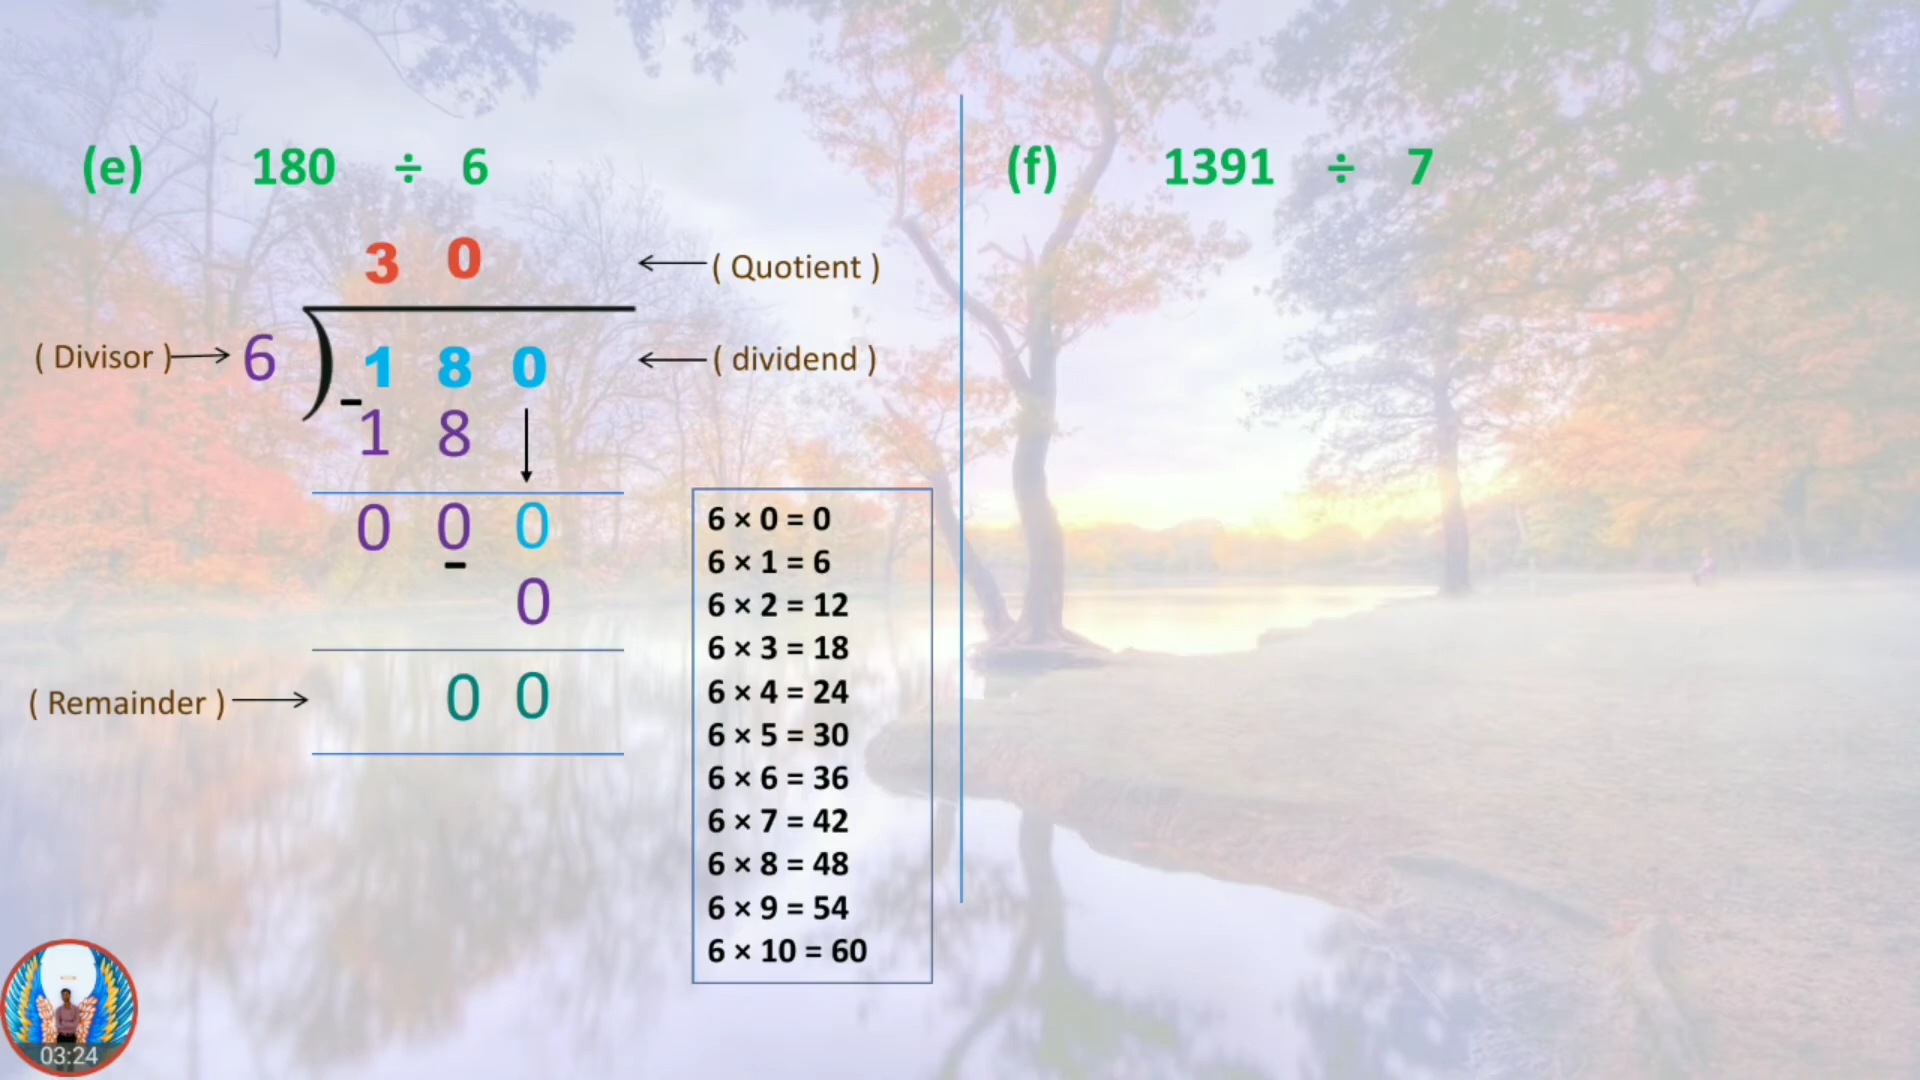 (e) 180 ÷ 6
3 0
( Quotient )
( Divisor ) 6 1 8 0 ( dividend )
- 1 8
0 0 0
- 0
( Remainder ) 0 0
6 × 0 = 0
6 × 1 = 6
6 × 2 = 12
6 × 3 = 18
6 × 4 = 24
6 × 5 = 30
6 × 6 = 36
6 × 7 = 42
6 × 8 = 48
6 × 9 = 54
6 × 10 = 60
(f) 1391 ÷ 7
03:24